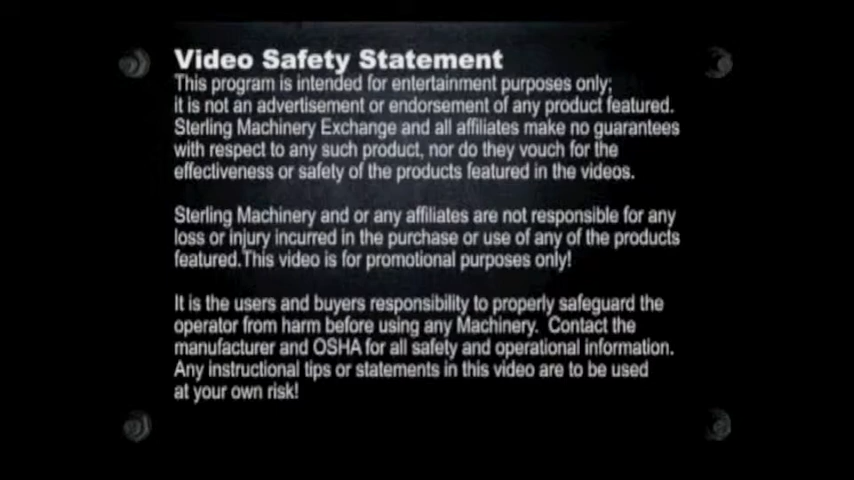 Video Safety Statement
This program is intended for entertainment purposes only;
it is not an advertisement or endorsement of any product featured.
Sterling Machinery Exchange and all affiliates make no guarantees
with respect to any such product, nor do they vouch for the
effectiveness or safety of the products featured in the videos.
Sterling Machinery and or any affiliates are not responsible for any
loss or injury incurred in the purchase or use of any of the products
featured.This video is for promotional purposes only!
It is the users and buyers responsibility to properly safeguard the
operator from harm before using any Machinery. Contact the
manufacturer and OSHA for all safety and operational information.
Any instructional tips or statements in this video are to be used
at your own risk!